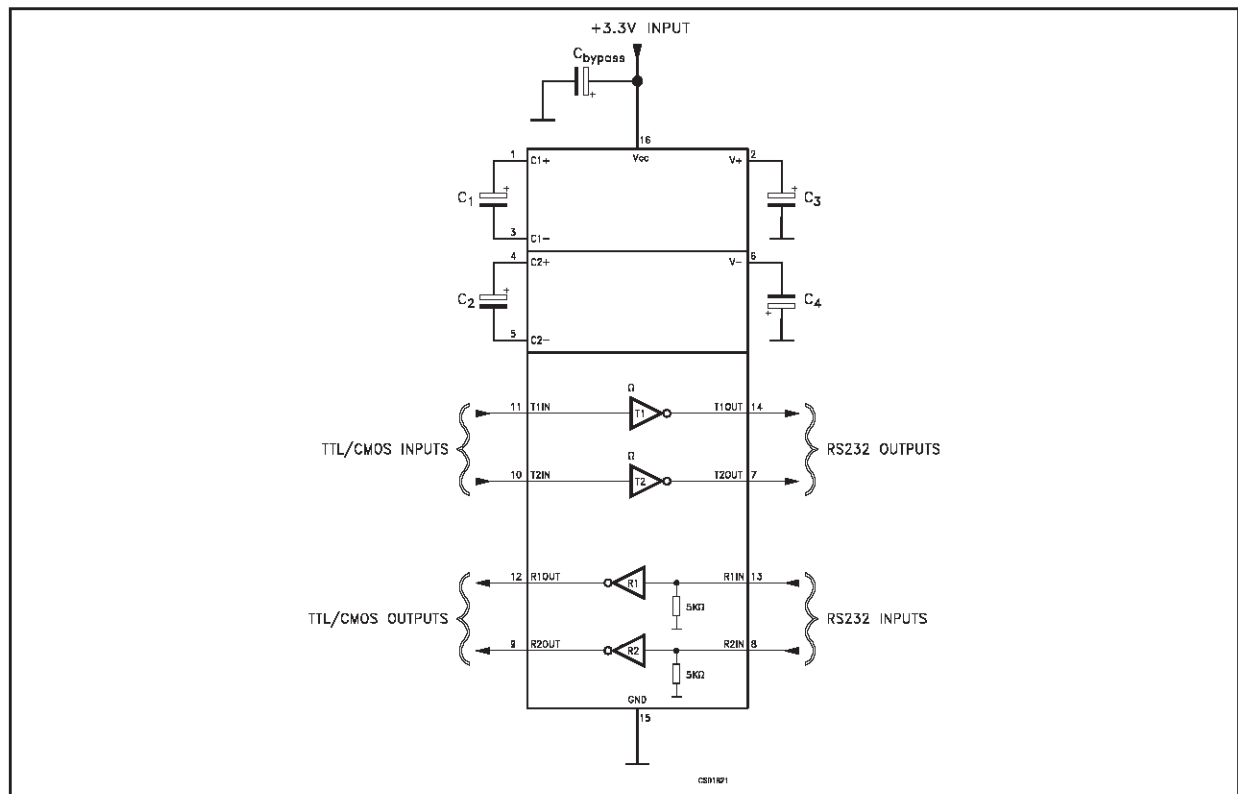 +3.3V INPUT
Cbypass
+
16
Vcc
1
C1+
V+
2
C1
+
+
C3
3
C1-
4
C2+
V-
6
C2
+
+
C4
5
C2-
Ω
11
T1IN
T1
T1OUT
14
TTL/CMOS INPUTS
RS232 OUTPUTS
Ω
10
T2IN
T2
T2OUT
7
12
R1OUT
R1
R1IN
13
5KΩ
TTL/CMOS OUTPUTS
RS232 INPUTS
9
R2OUT
R2
R2IN
8
5KΩ
GND
15
CS01821